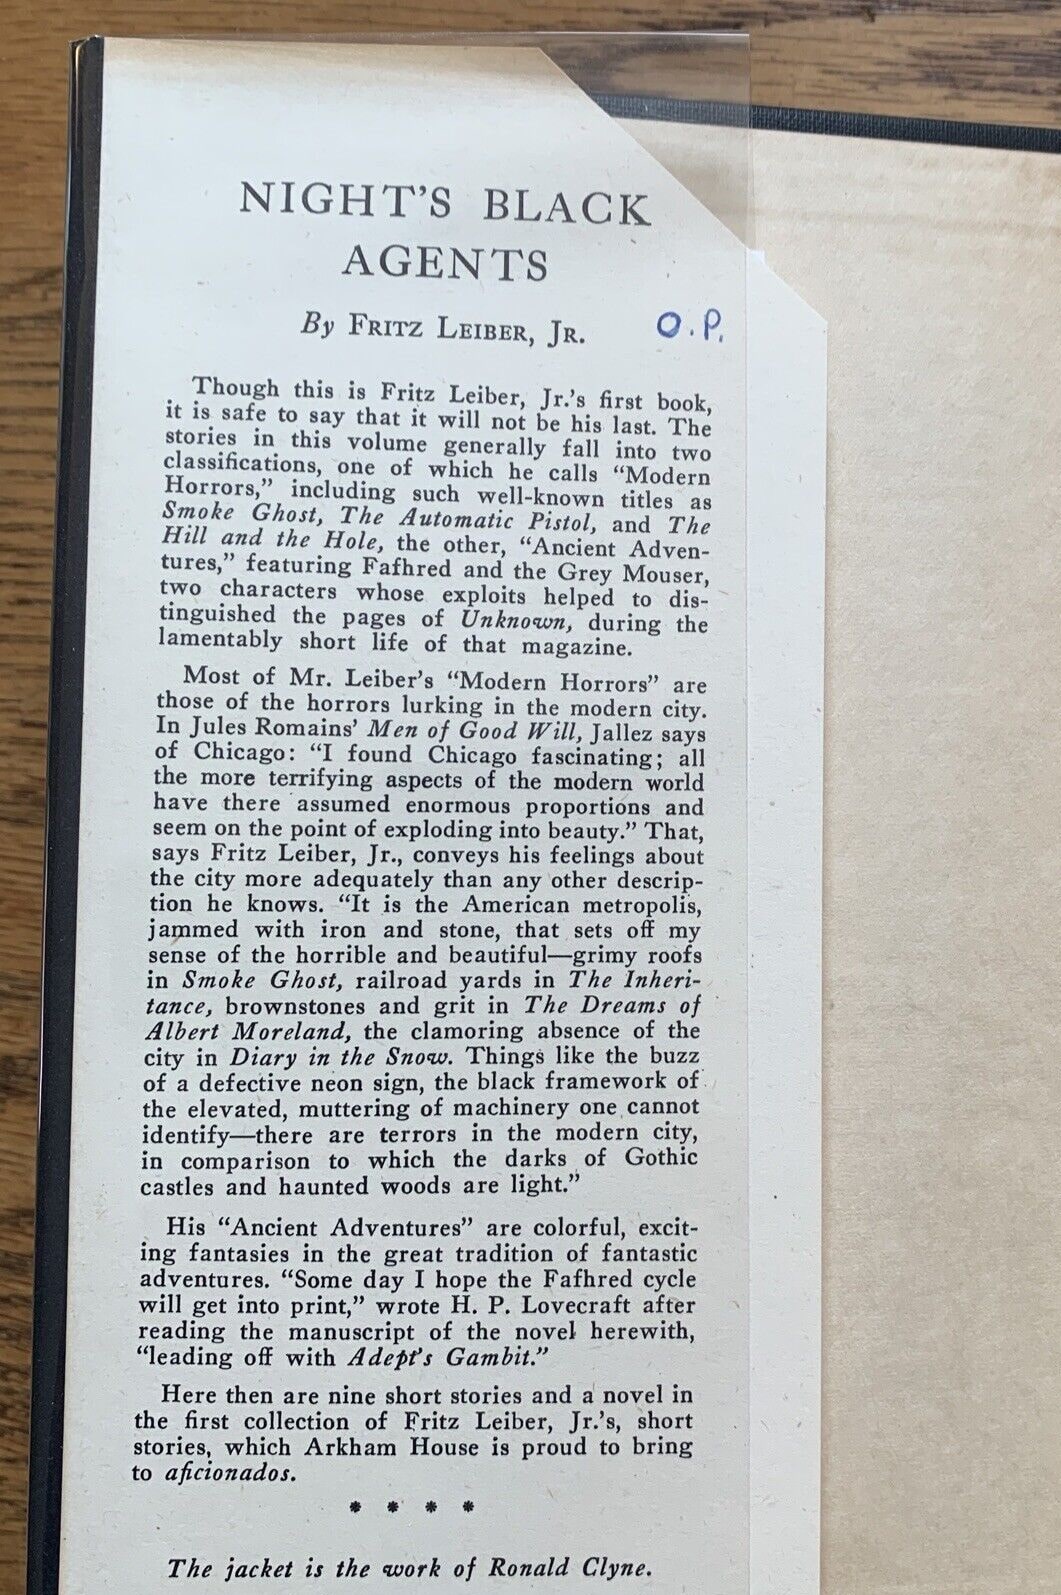 NIGHT'S BLACK
AGENTS
By FRITZ LEIBER, JR.
O.P.
Though this is Fritz Leiber, Jr.'s first book,
it is safe to say that it will not be his last. The
stories in this volume generally fall into two
classifications, one of which he calls “Modern
Horrors,” including such well-known titles as
Smoke Ghost, The Automatic Pistol, and The
Hill and the Hole, the other, “Ancient Adven-
tures,” featuring Fafhred and the Grey Mouser,
two characters whose exploits helped to dis-
tinguished the pages of Unknown, during the
lamentably short life of that magazine.
Most of Mr. Leiber's “Modern Horrors” are
those of the horrors lurking in the modern city.
In Jules Romains' Men of Good Will, Jallez says
of Chicago: “I found Chicago fascinating; all
the more terrifying aspects of the modern world
have there assumed enormous proportions and
seem on the point of exploding into beauty.” That,
says Fritz Leiber, Jr., conveys his feelings about
the city more adequately than any other descrip-
tion he knows. “It is the American metropolis,
jammed with iron and stone, that sets off my
sense of the horrible and beautiful—grimy roofs
in Smoke Ghost, railroad yards in The Inheri-
tance, brownstones and grit in The Dreams of
Albert Moreland, the clamoring absence of the
city in Diary in the Snow. Things like the buzz
of a defective neon sign, the black framework of
the elevated, muttering of machinery one cannot
identify—there are terrors in the modern city,
in comparison to which the darks of Gothic
castles and haunted woods are light.”
His “Ancient Adventures” are colorful, excit-
ing fantasies in the great tradition of fantastic
adventures. “Some day I hope the Fafhred cycle
will get into print,” wrote H. P. Lovecraft after
reading the manuscript of the novel herewith,
“leading off with Adept's Gambit.”
Here then are nine short stories and a novel in
the first collection of Fritz Leiber, Jr.'s, short
stories, which Arkham House is proud to bring
to aficionados.
* * * *
The jacket is the work of Ronald Clyne.